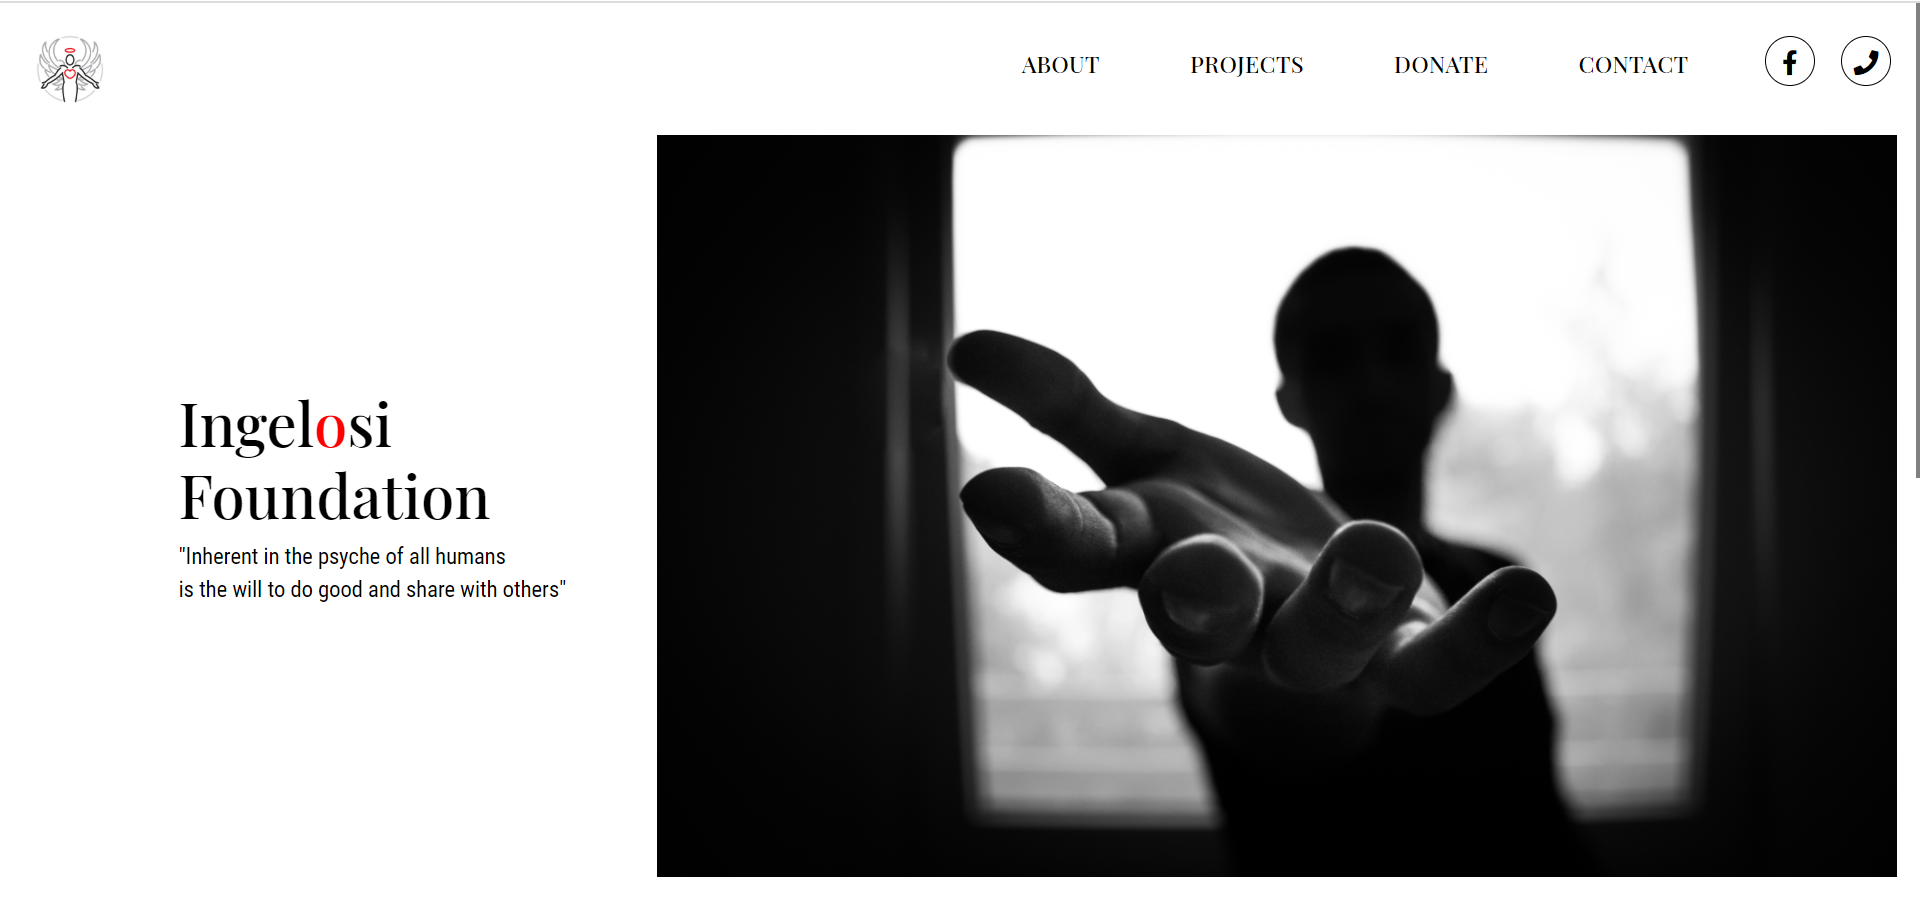 ABOUT PROJECTS DONATE CONTACT
Ingelosi
Foundation
"Inherent in the psyche of all humans
is the will to do good and share with others"